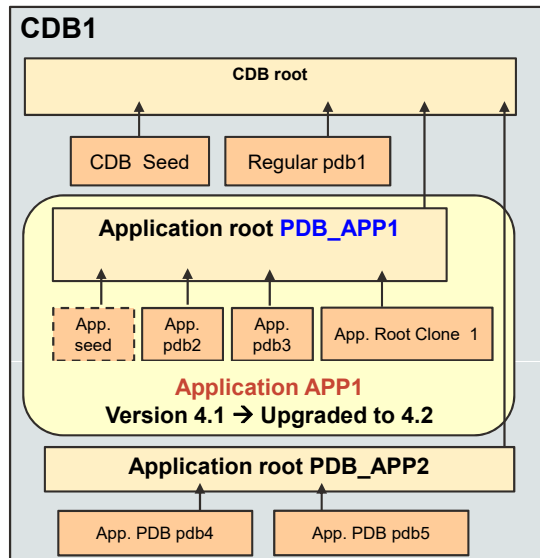 CDB1
CDB root
CDB Seed
Regular pdb1
Application root PDB_APP1
App.
seed
App.
pdb2
App.
pdb3
App. Root Clone 1
Application APP1
Version 4.1 → Upgraded to 4.2
Application root PDB_APP2
App. PDB pdb4
App. PDB pdb5